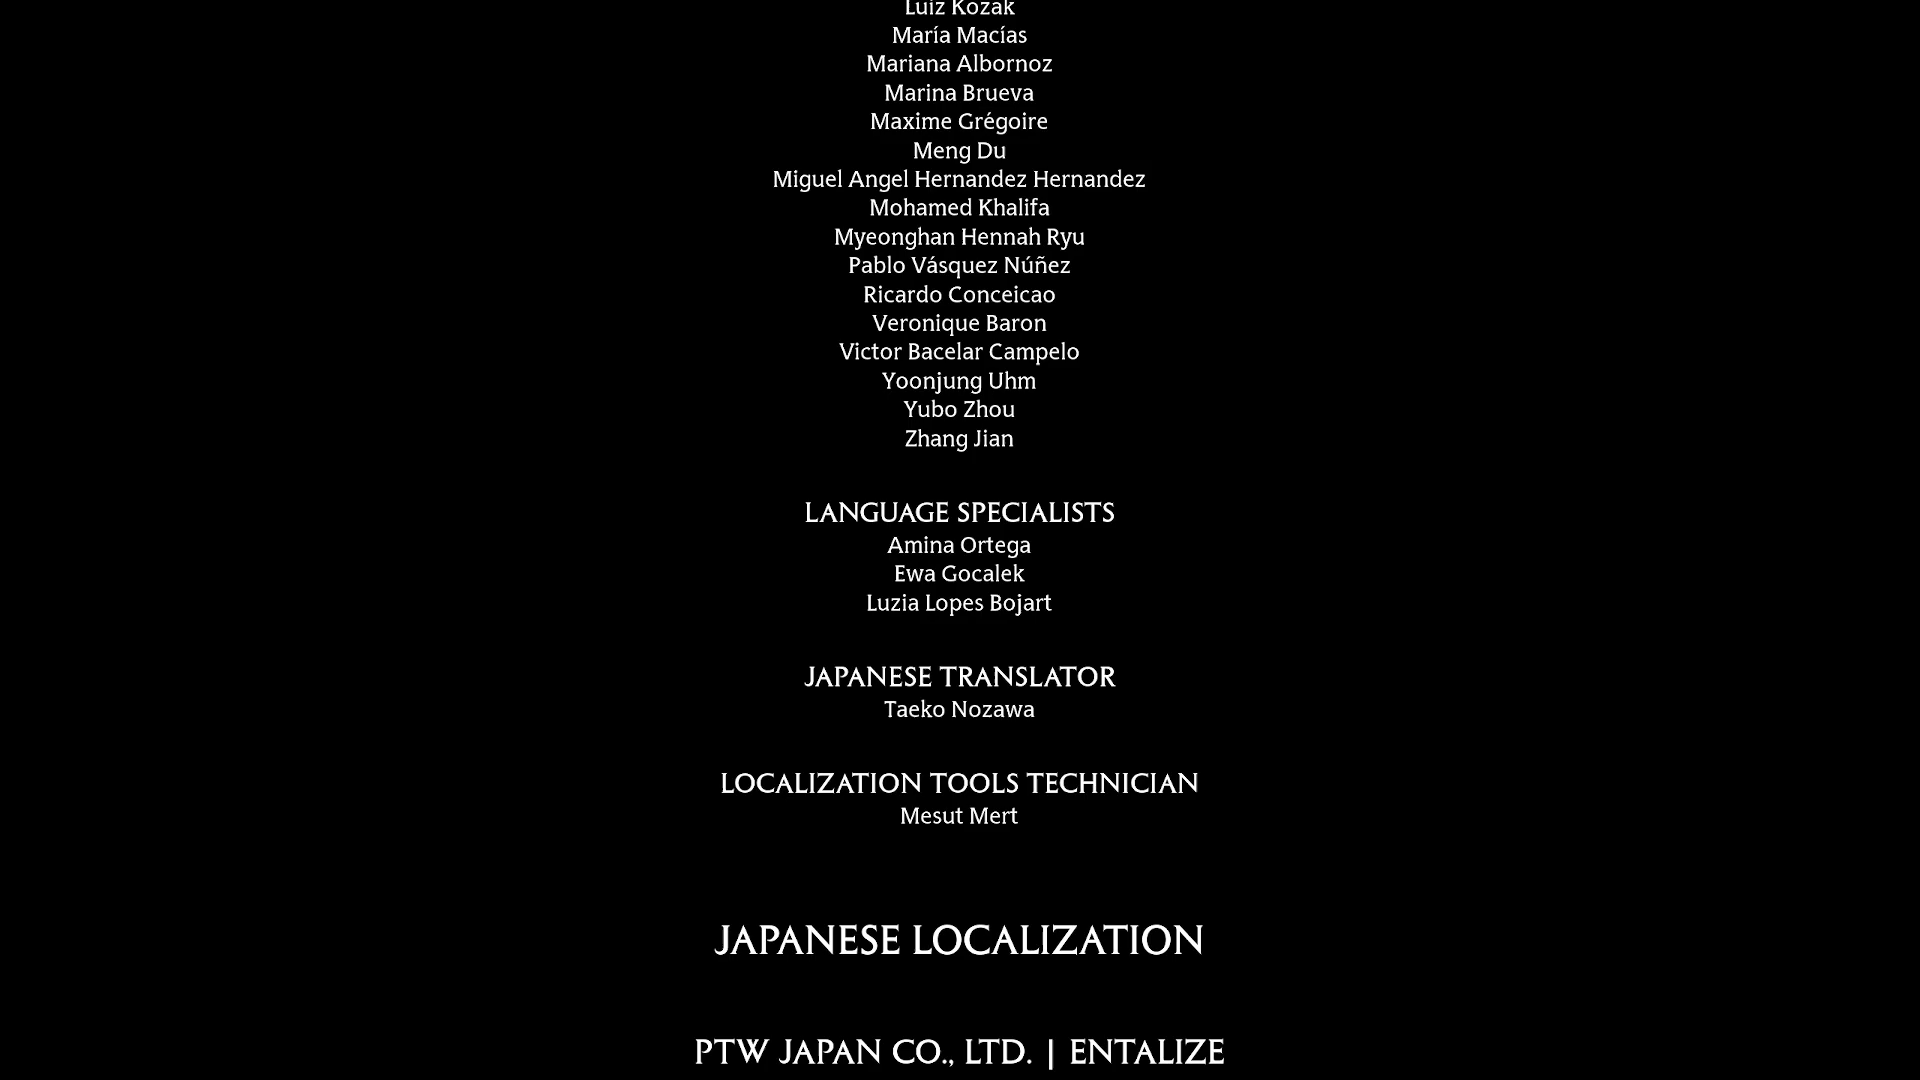 Luiz Kozak
María Macías
Mariana Albornoz
Marina Brueva
Maxime Grégoire
Meng Du
Miguel Angel Hernandez Hernandez
Mohamed Khalifa
Myeonghan Hennah Ryu
Pablo Vásquez Núñez
Ricardo Conceicao
Veronique Baron
Victor Bacelar Campelo
Yoonjung Uhm
Yubo Zhou
Zhang Jian
LANGUAGE SPECIALISTS
Amina Ortega
Ewa Gocalek
Luzia Lopes Bojart
JAPANESE TRANSLATOR
Taeko Nozawa
LOCALIZATION TOOLS TECHNICIAN
Mesut Mert
JAPANESE LOCALIZATION
PTW JAPAN CO., LTD. | ENTALIZE